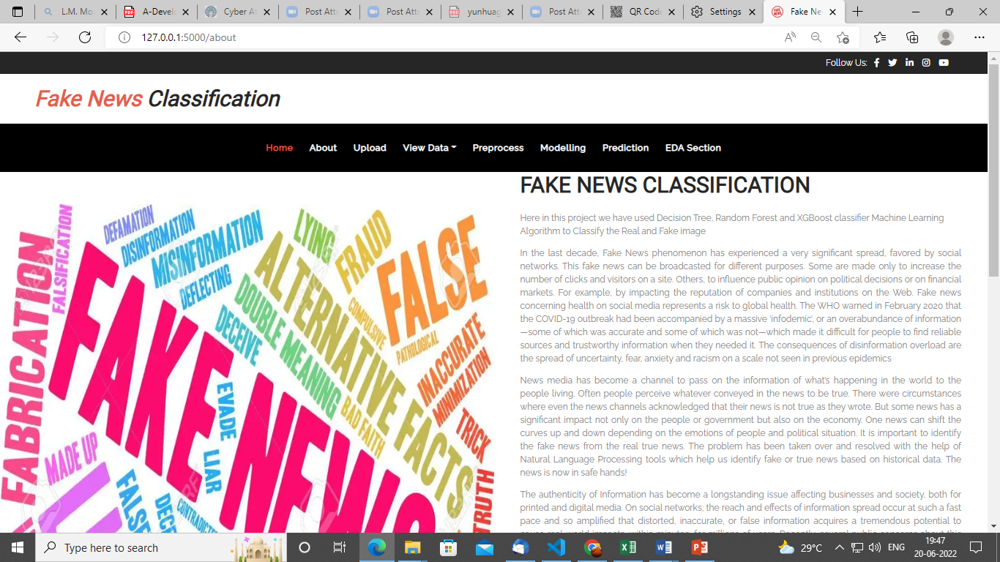 L.M. Mo
A-Devel
Cyber At
Post Atte
Post Atte
yunhuag
Post Atte
QR Code
Settings
Fake Ne
127.0.0.1:5000/about
Follow Us:
Fake News Classification
Home About Upload View Data Preprocess Modelling Prediction EDA Section
FAKE NEWS CLASSIFICATION
Here in this project we have used Decision Tree, Random Forest and XGBoost classifier Machine Learning
Algorithm to Classify the Real and Fake image
In the last decade, Fake News phenomenon has experienced a very significant spread, favored by social
networks. This fake news can be broadcasted for different purposes. Some are made only to increase the
number of clicks and visitors on a site. Others, to influence public opinion on political decisions or on financial
markets. For example, by impacting the reputation of companies and institutions on the Web. Fake news
concerning health on social media represents a risk to global health. The WHO warned in February 2020 that
the COVID-19 outbreak had been accompanied by a massive 'infodemic', or an overabundance of information
—some of which was accurate and some of which was not—which made it difficult for people to find reliable
sources and trustworthy information when they needed it. The consequences of disinformation overload are
the spread of uncertainty, fear, anxiety and racism on a scale not seen in previous epidemics
News media has become a channel to pass on the information of what's happening in the world to the
people living. Often people perceive whatever conveyed in the news to be true. There were circumstances
where even the news channels acknowledged that their news is not true as they wrote. But some news has a
significant impact not only on the people or government but also on the economy. One news can shift the
curves up and down depending on the emotions of people and political situation. It is important to identify
the fake news from the real true news. The problem has been taken over and resolved with the help of
Natural Language Processing tools which help us identify fake or true news based on historical data. The
news is now in safe hands!
The authenticity of Information has become a longstanding issue affecting businesses and society, both for
printed and digital media. On social networks, the reach and effects of information spread occur at such a fast
pace and so amplified that distorted, inaccurate, or false information acquires a tremendous potential to
FALSIFICATION
DEFAMATION
DISINFORMATION
MISINFORMATION
DEFLECTING
LYING
FRAUD
FALSE
ALTERNATIVE FACTS
DOUBLE MEANING
COMPULSIVE
PATHOLOGICAL
DECEIVE
INACCURATE
MINIMIZATION
FABRICATION
FAKE NEWS
EVADE
BAD FAITH
TRICK
MADE UP
LIAR
FALSE
CONTRADICT
TRUTH
Type here to search
29°C
ENG
19:47
20-06-2022